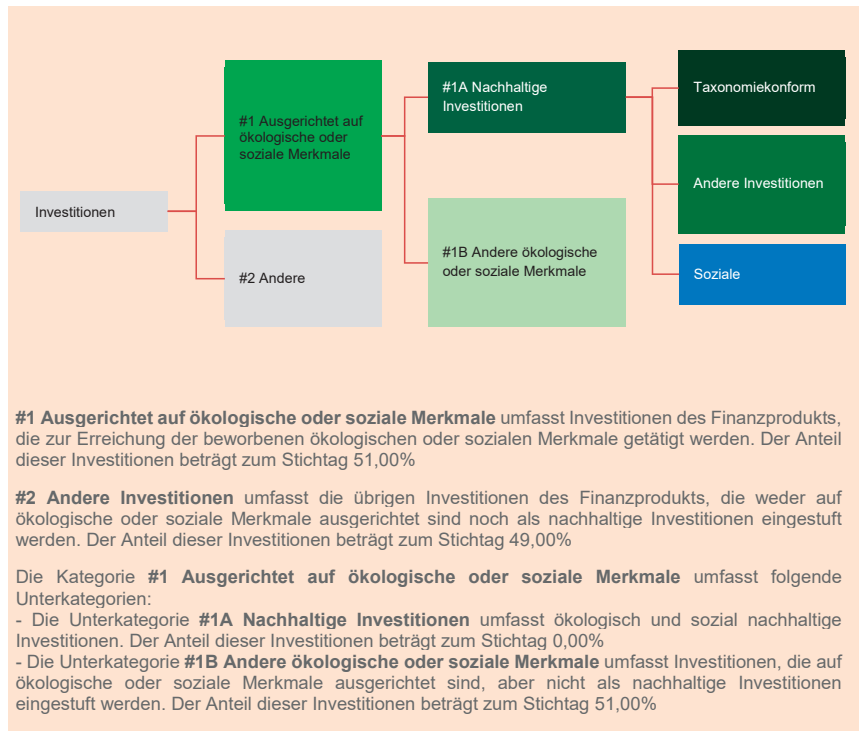 Investitionen
#1 Ausgerichtet auf
ökologische oder
soziale Merkmale
#2 Andere
#1A Nachhaltige
Investitionen
#1B Andere ökologische
oder soziale Merkmale
Taxonomiekonform
Andere Investitionen
Soziale
#1 Ausgerichtet auf ökologische oder soziale Merkmale umfasst Investitionen des Finanzprodukts,
die zur Erreichung der beworbenen ökologischen oder sozialen Merkmale getätigt werden. Der Anteil
dieser Investitionen beträgt zum Stichtag 51,00%
#2 Andere Investitionen umfasst die übrigen Investitionen des Finanzprodukts, die weder auf
ökologische oder soziale Merkmale ausgerichtet sind noch als nachhaltige Investitionen eingestuft
werden. Der Anteil dieser Investitionen beträgt zum Stichtag 49,00%
Die Kategorie #1 Ausgerichtet auf ökologische oder soziale Merkmale umfasst folgende
Unterkategorien:
- Die Unterkategorie #1A Nachhaltige Investitionen umfasst ökologisch und sozial nachhaltige
Investitionen. Der Anteil dieser Investitionen beträgt zum Stichtag 0,00%
- Die Unterkategorie #1B Andere ökologische oder soziale Merkmale umfasst Investitionen, die auf
ökologische oder soziale Merkmale ausgerichtet sind, aber nicht als nachhaltige Investitionen
eingestuft werden. Der Anteil dieser Investitionen beträgt zum Stichtag 51,00%